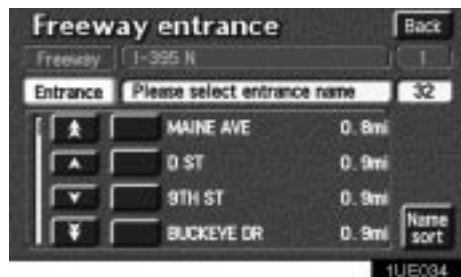 Freeway entrance Back
Freeway I-395 N 1
Entrance Please select entrance name 32
MAINE AVE 0.8mi
D ST 0.9mi
9TH ST 0.9mi
BUCKEYE DR 0.9mi
Name sort
1UE034